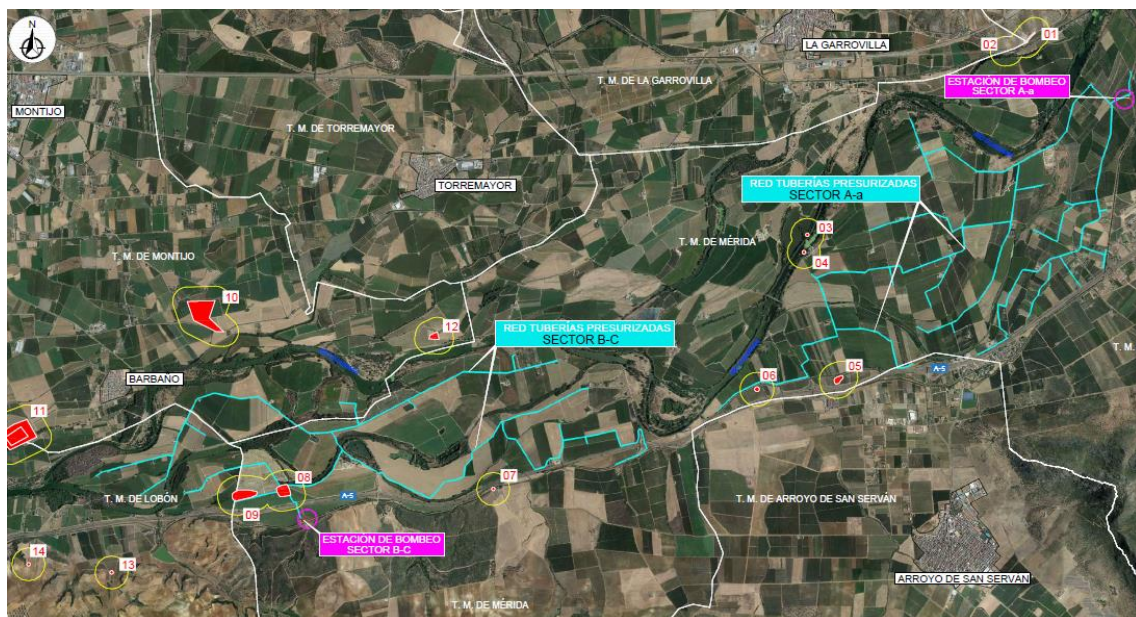 N
01
02
LA GARROVILLA
T. M. DE LA GARROVILLA
ESTACIÓN DE BOMBEO
SECTOR A-a
MONTIJO
T. M. DE TORREMAYOR
TORREMAYOR
RED TUBERÍAS PRESURIZADAS
SECTOR A-a
03
T. M. DE MÉRIDA
04
T. M. DE MONTIJO
10
12
RED TUBERÍAS PRESURIZADAS
SECTOR B-C
T. M.
BARBAÑO
05
06
A-5
11
08
07
T. M. DE LOBÓN
A-5
T. M. DE ARROYO DE SAN SERVÁN
09
ESTACIÓN DE BOMBEO
SECTOR B-C
14
13
ARROYO DE SAN SERVAN
T. M. DE MÉRIDA